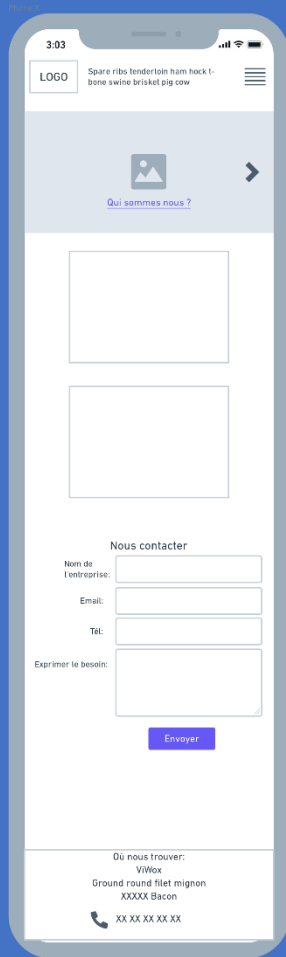 Phone X
3:03
LOGO
Spare ribs tenderloin ham hock t-
bone swine brisket pig cow
Qui sommes nous ?
Nous contacter
Nom de
l'entreprise:
Email:
Tél:
Exprimer le besoin:
Envoyer
Où nous trouver:
ViWox
Ground round filet mignon
XXXXX Bacon
XX XX XX XX XX